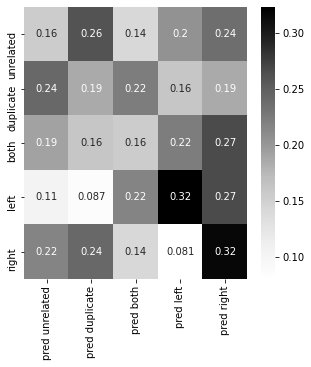 unrelated 0.16 0.26 0.14 0.2 0.24
duplicate 0.24 0.19 0.22 0.16 0.19
both 0.19 0.16 0.16 0.22 0.27
left 0.11 0.087 0.22 0.32 0.27
right 0.22 0.24 0.14 0.081 0.32
pred unrelated
pred duplicate
pred both
pred left
pred right
0.30
0.25
0.20
0.15
0.10